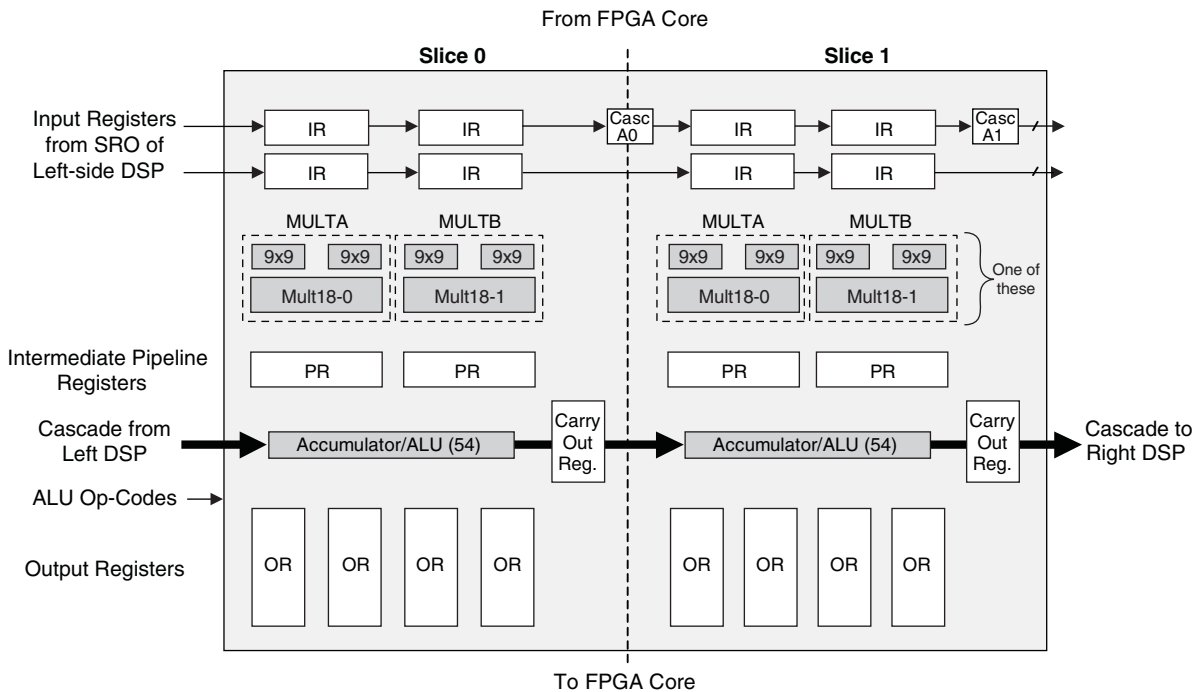 From FPGA Core
Slice 0
Slice 1
Input Registers
from SRO of
Left-side DSP
IR
IR
Casc
A0
IR
IR
Casc
A1
IR
IR
IR
IR
MULTA
MULTB
MULTA
MULTB
9x9
9x9
9x9
9x9
9x9
9x9
9x9
9x9
Mult18-0
Mult18-1
Mult18-0
Mult18-1
One of
these
Intermediate Pipeline
Registers
PR
PR
PR
PR
Cascade from
Left DSP
Accumulator/ALU (54)
Carry
Out
Reg.
Accumulator/ALU (54)
Carry
Out
Reg.
Cascade to
Right DSP
ALU Op-Codes
Output Registers
OR
OR
OR
OR
OR
OR
OR
OR
To FPGA Core